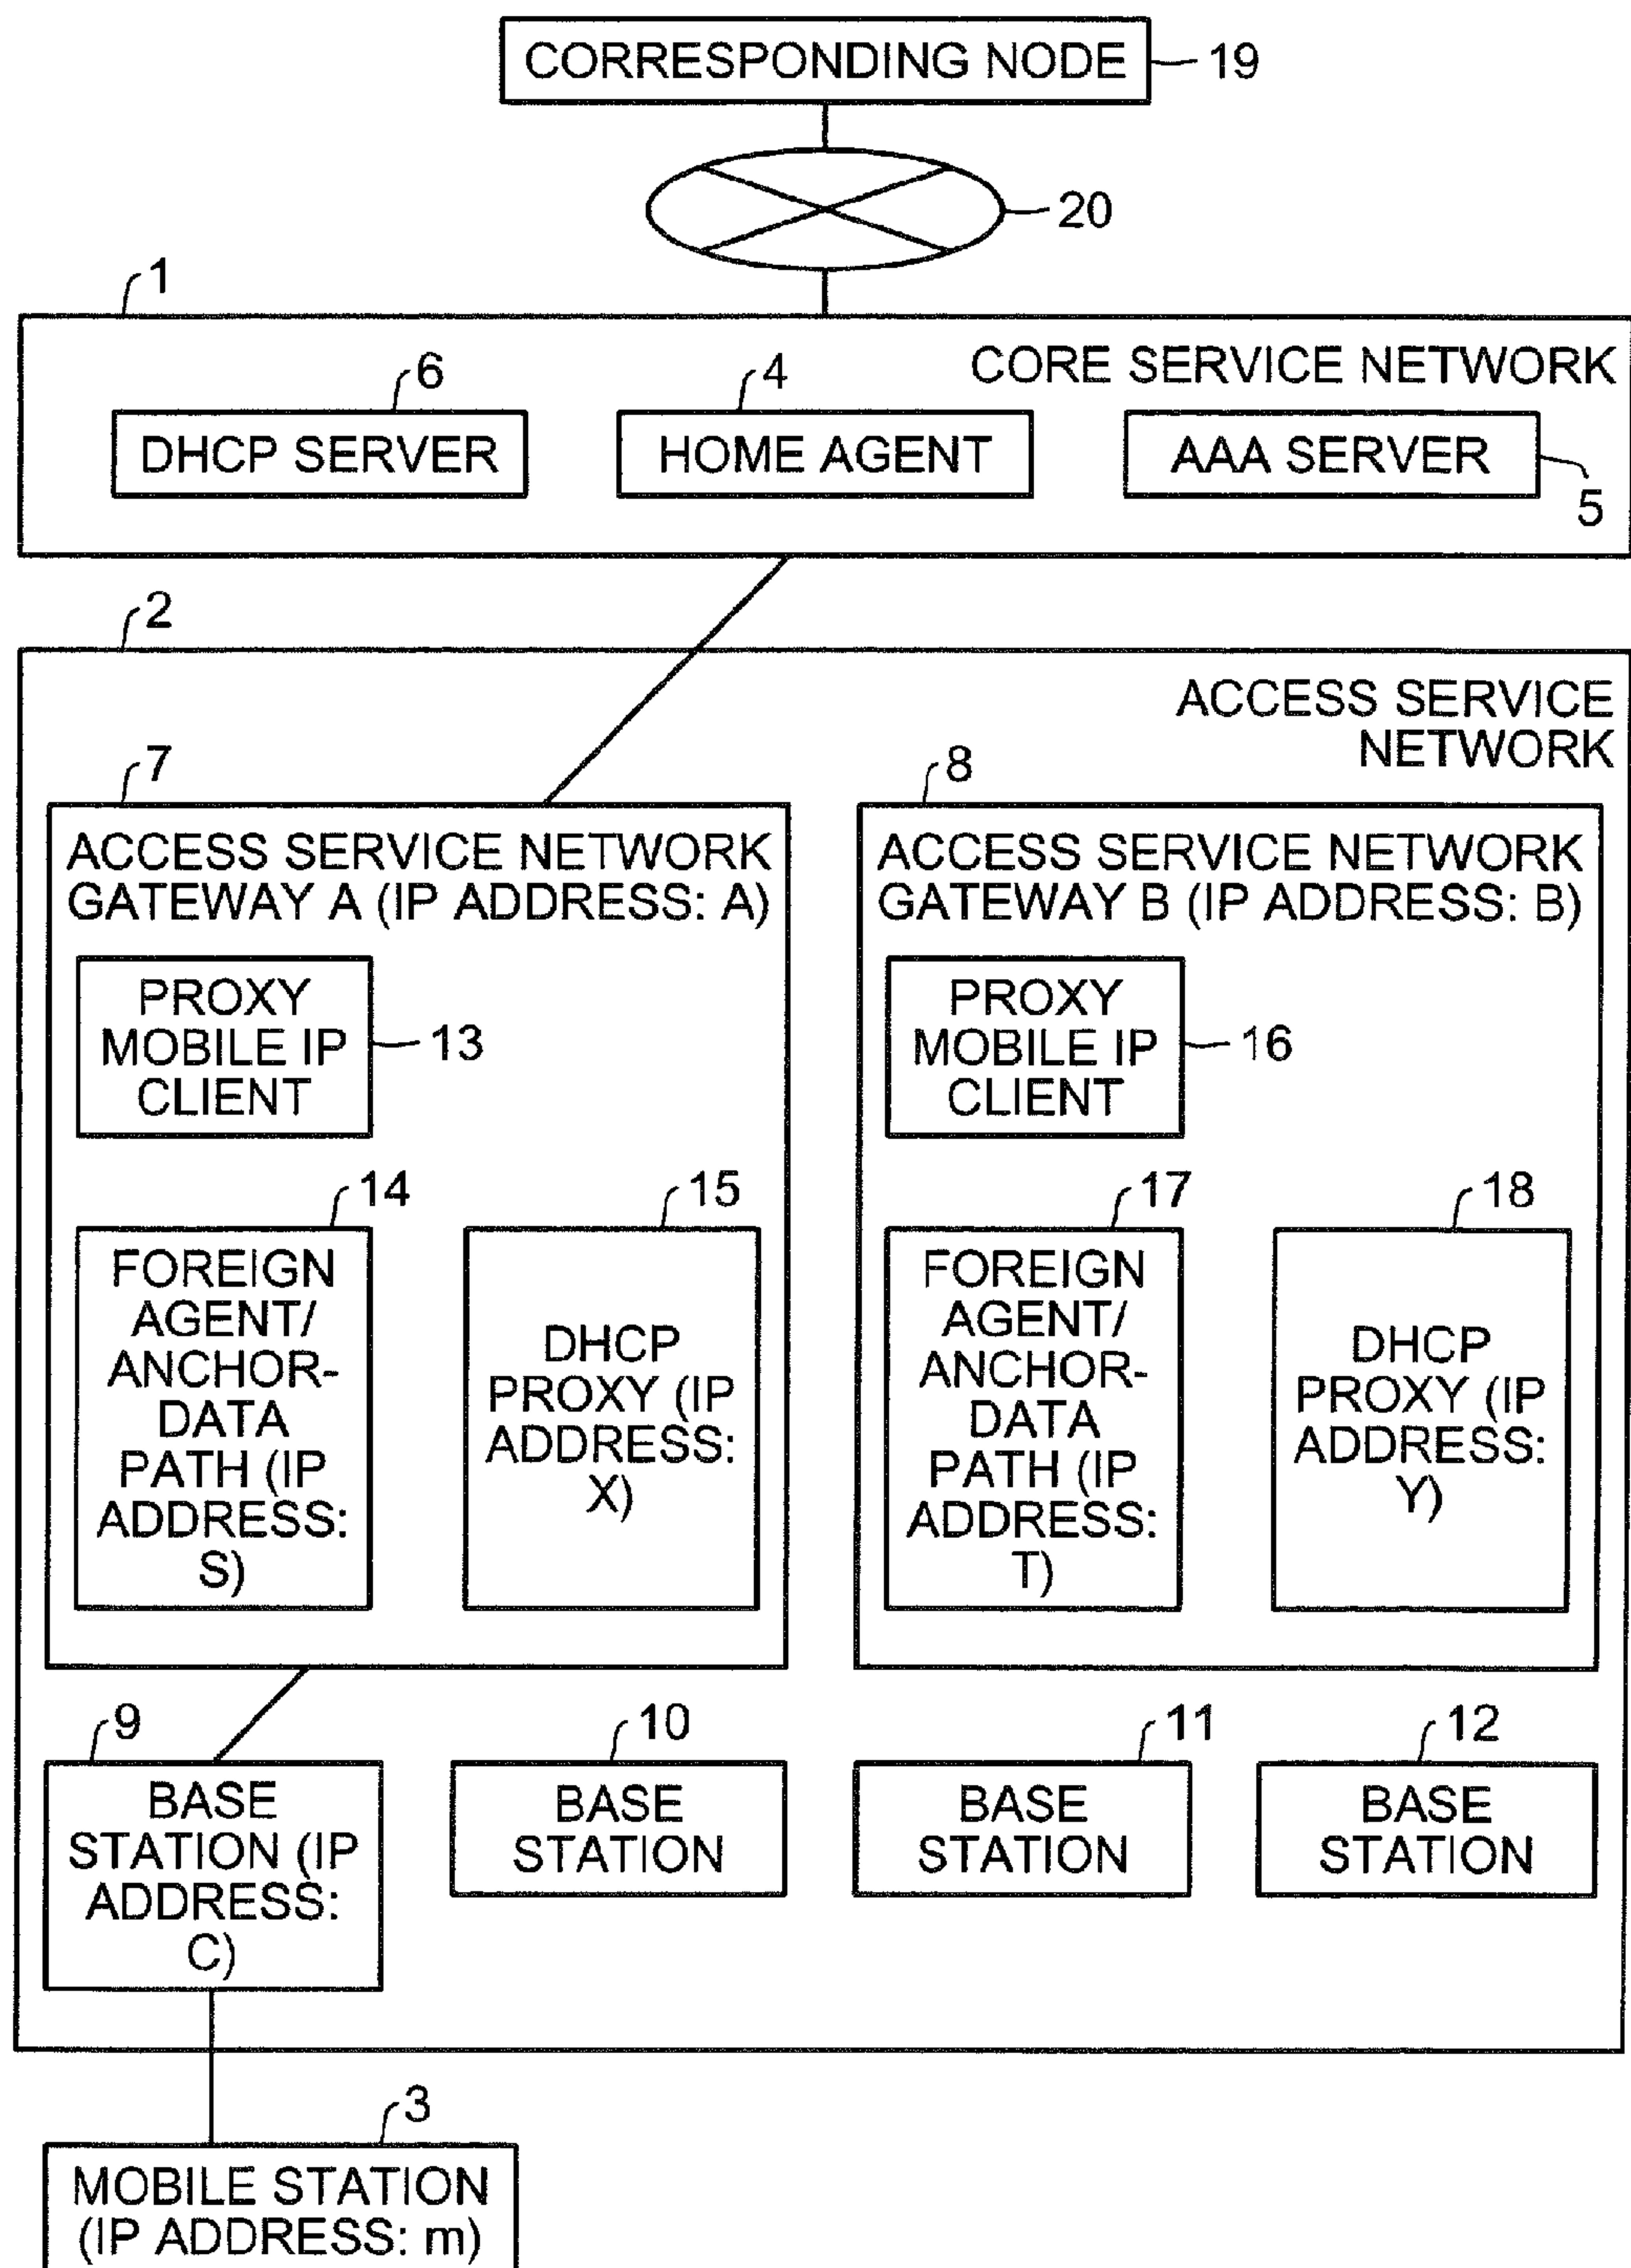 CORRESPONDING NODE
19
20
1
CORE SERVICE NETWORK
6
4
DHCP SERVER
HOME AGENT
AAA SERVER
5
2
ACCESS SERVICE
NETWORK
7
8
ACCESS SERVICE NETWORK
GATEWAY A (IP ADDRESS: A)
ACCESS SERVICE NETWORK
GATEWAY B (IP ADDRESS: B)
PROXY
MOBILE IP
CLIENT
13
PROXY
MOBILE IP
CLIENT
16
14
15
17
18
FOREIGN
AGENT/
ANCHOR-
DATA
PATH (IP
ADDRESS:
S)
DHCP
PROXY (IP
ADDRESS:
X)
FOREIGN
AGENT/
ANCHOR-
DATA
PATH (IP
ADDRESS:
T)
DHCP
PROXY (IP
ADDRESS:
Y)
9
10
11
12
BASE
STATION (IP
ADDRESS:
C)
BASE
STATION
BASE
STATION
BASE
STATION
3
MOBILE STATION
(IP ADDRESS: m)